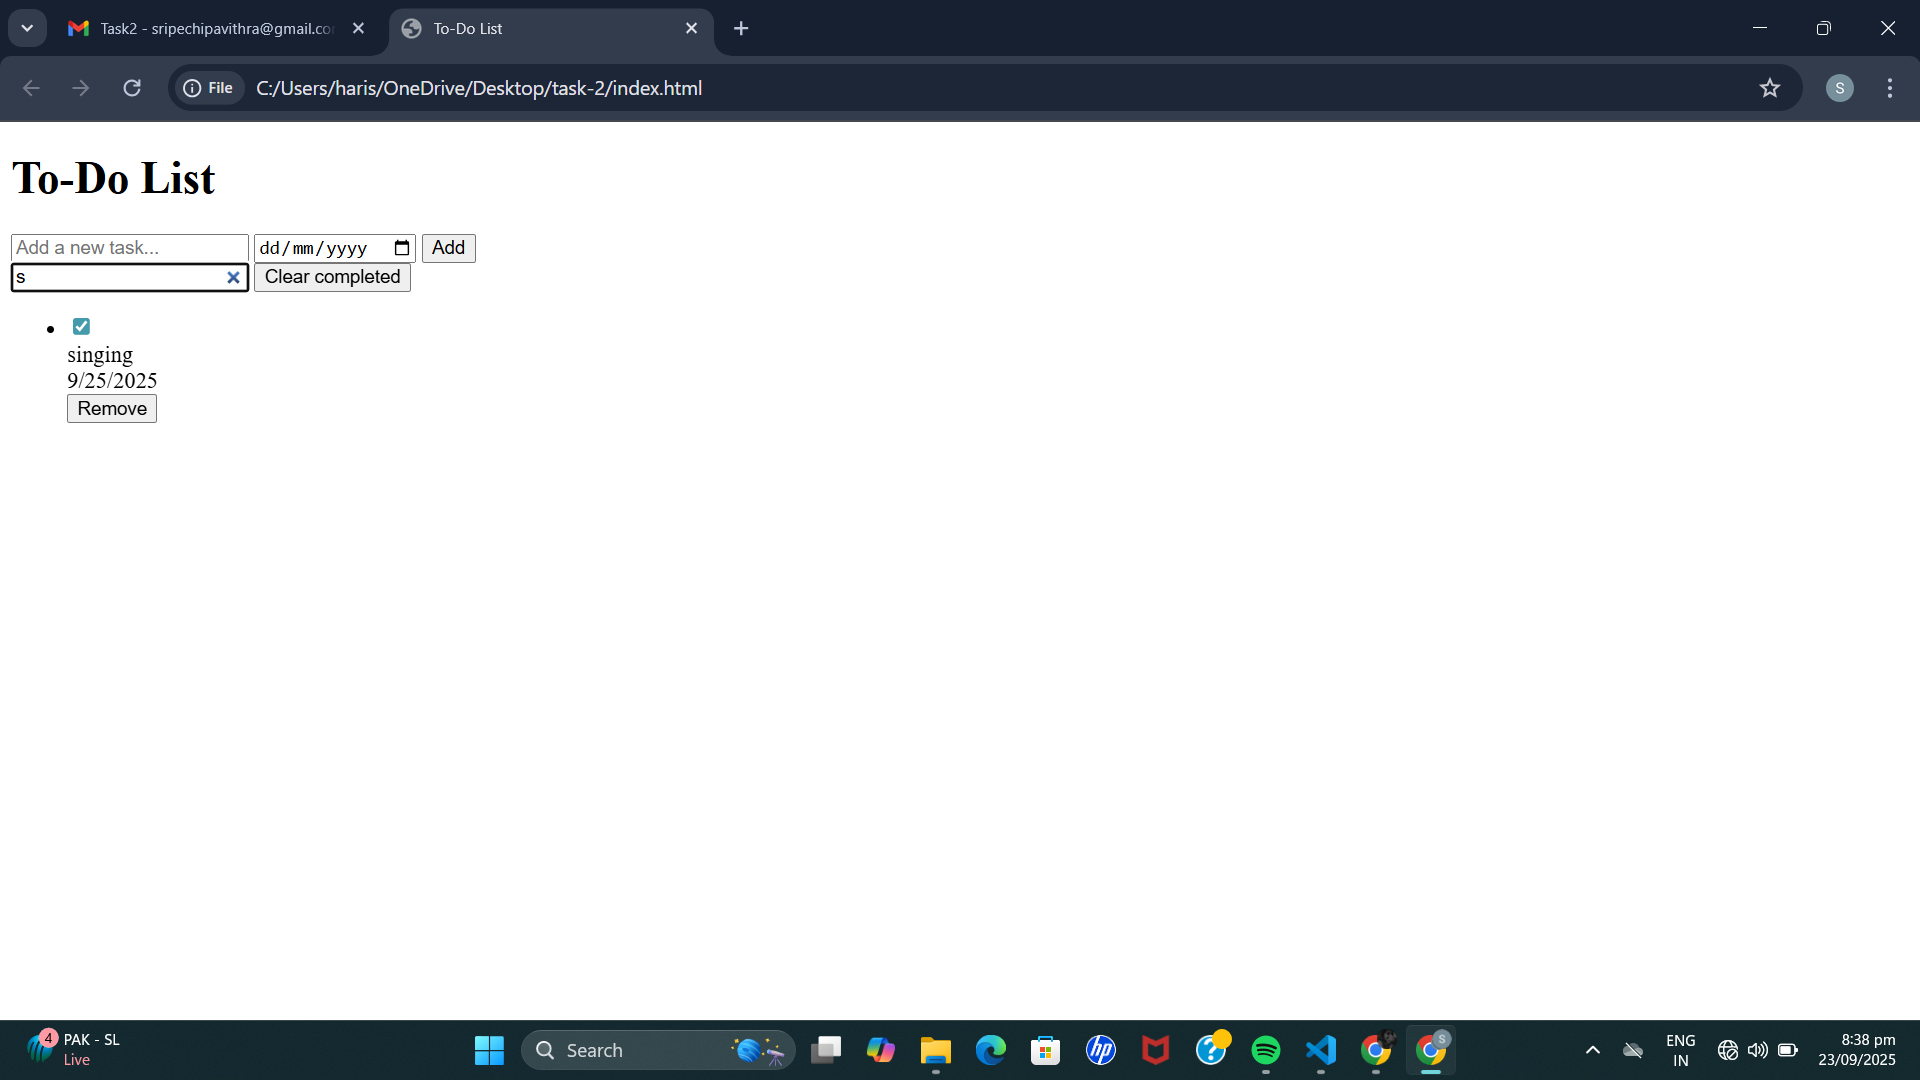 Task2 - sripechipavithra@gmail.co
To-Do List
File
C:/Users/haris/OneDrive/Desktop/task-2/index.html
S
To-Do List
Add a new task...
dd/mm/yyyy
Add
s
Clear completed
singing
9/25/2025
Remove
4
PAK - SL
Live
Search
hp
S
ENG
IN
8:38 pm
23/09/2025